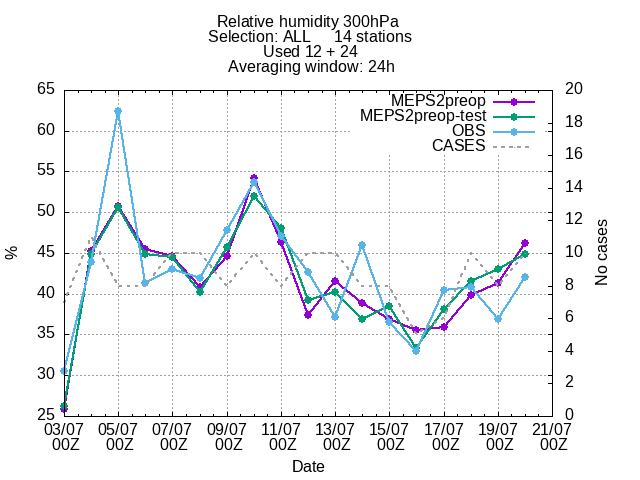 Relative humidity 300hPa
Selection: ALL 14 stations
Used 12 + 24
Averaging window: 24h
MEPS2preop
MEPS2preop-test
OBS
CASES
65
60
55
50
45
40
35
30
25
%
20
18
16
14
12
10
8
6
4
2
0
No cases
03/07 05/07 07/07 09/07 11/07 13/07 15/07 17/07 19/07 21/07
00Z 00Z 00Z 00Z 00Z 00Z 00Z 00Z 00Z 00Z
Date